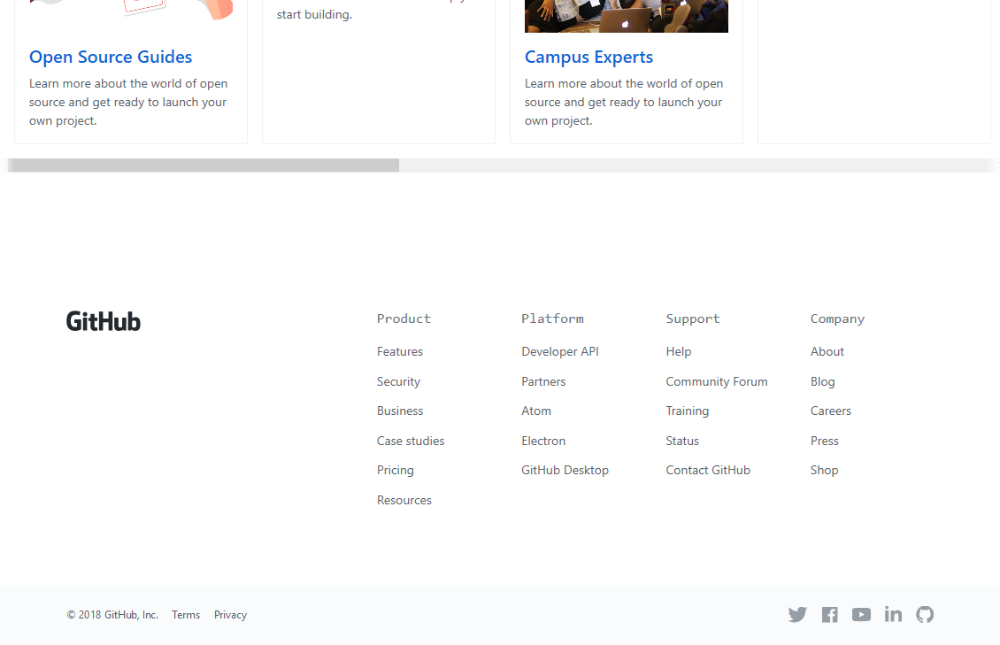 start building.
Open Source Guides
Learn more about the world of open
source and get ready to launch your
own project.
Campus Experts
Learn more about the world of open
source and get ready to launch your
own project.
GitHub
Product
Features
Security
Business
Case studies
Pricing
Resources
Platform
Developer API
Partners
Atom
Electron
GitHub Desktop
Support
Help
Community Forum
Training
Status
Contact GitHub
Company
About
Blog
Careers
Press
Shop
© 2018 GitHub, Inc. Terms Privacy